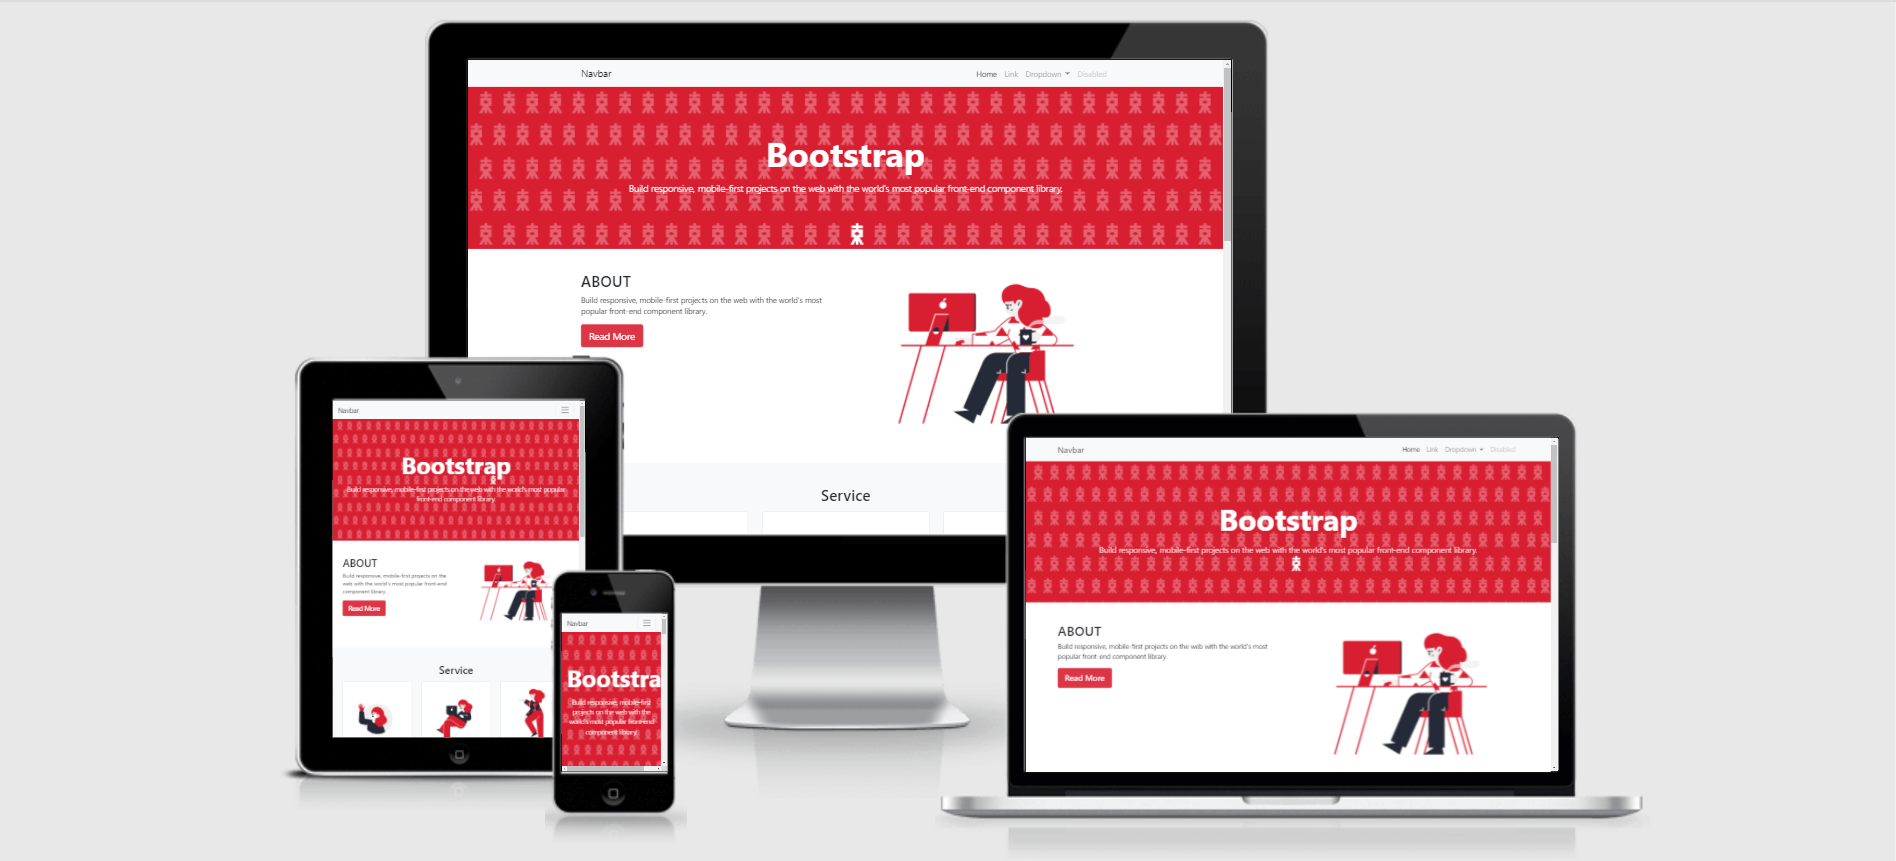 Navbar
Home Link Dropdown Disabled
Bootstrap
Build responsive, mobile-first projects on the web with the world's most popular front-end component library.
ABOUT
Build responsive, mobile-first projects on the web with the world's most
popular front-end component library.
Read More
Service
Navbar
Bootstrap
Build responsive, mobile-first projects on the web with the world's most popular
front-end component library.
ABOUT
Build responsive, mobile-first projects on the
web with the world's most popular front-end
component library.
Read More
Service
Navbar
Bootstra
Build responsive, mobile-first
projects on the web with the
world's most popular front-end
component library.
Navbar
Home Link Dropdown Disabled
Bootstrap
Build responsive, mobile-first projects on the web with the world's most popular front-end component library.
ABOUT
Build responsive, mobile-first projects on the web with the world's most
popular front-end component library.
Read More